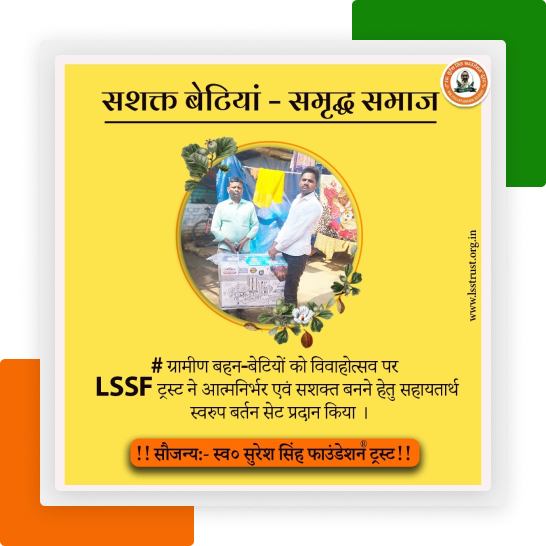 सशक्त बेटियां - समृद्ध समाज
www.lsstrust.org.in
# ग्रामीण बहन-बेटियों को विवाहोत्सव पर
LSSF ट्रस्ट ने आत्मनिर्भर एवं सशक्त बनने हेतु सहायतार्थ
स्वरुप बर्तन सेट प्रदान किया ।
!! सौजन्य:- स्व० सुरेश सिंह फाउंडेशन® ट्रस्ट !!